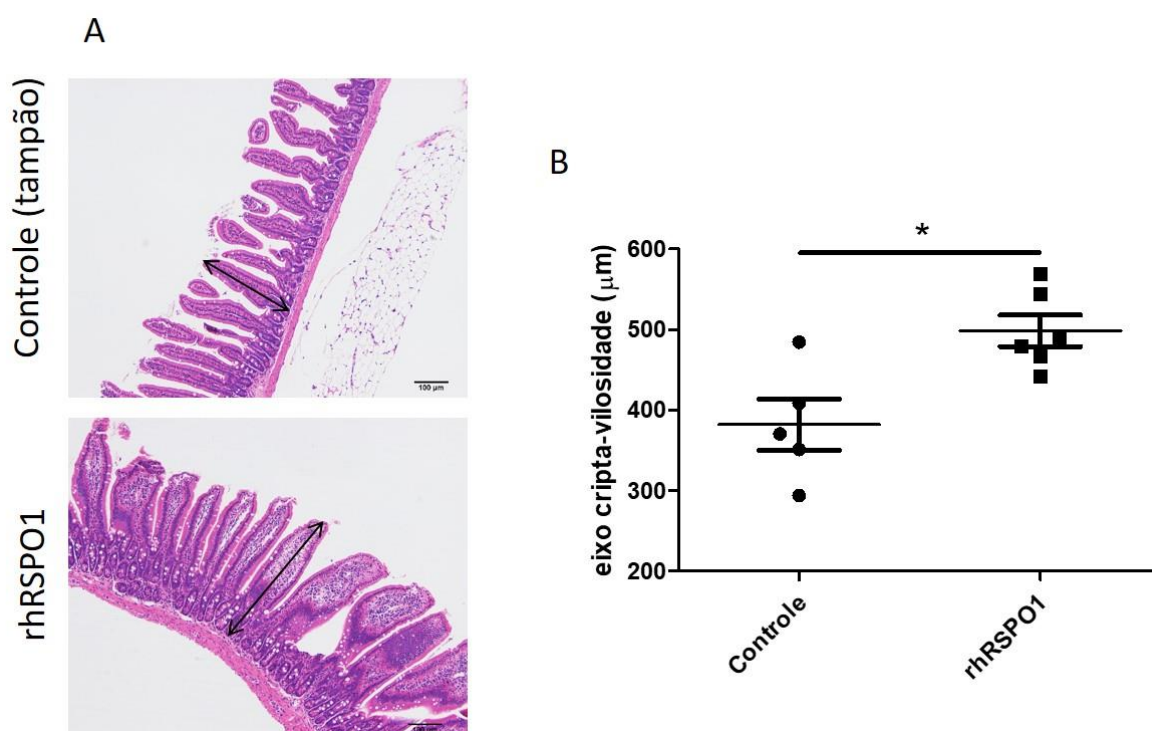 A
Controle (tampão)
100 µm
rhRSPO1
B
*
eixo cripta-vilosidade (µm)
600
500
400
300
200
Controle
rhRSPO1